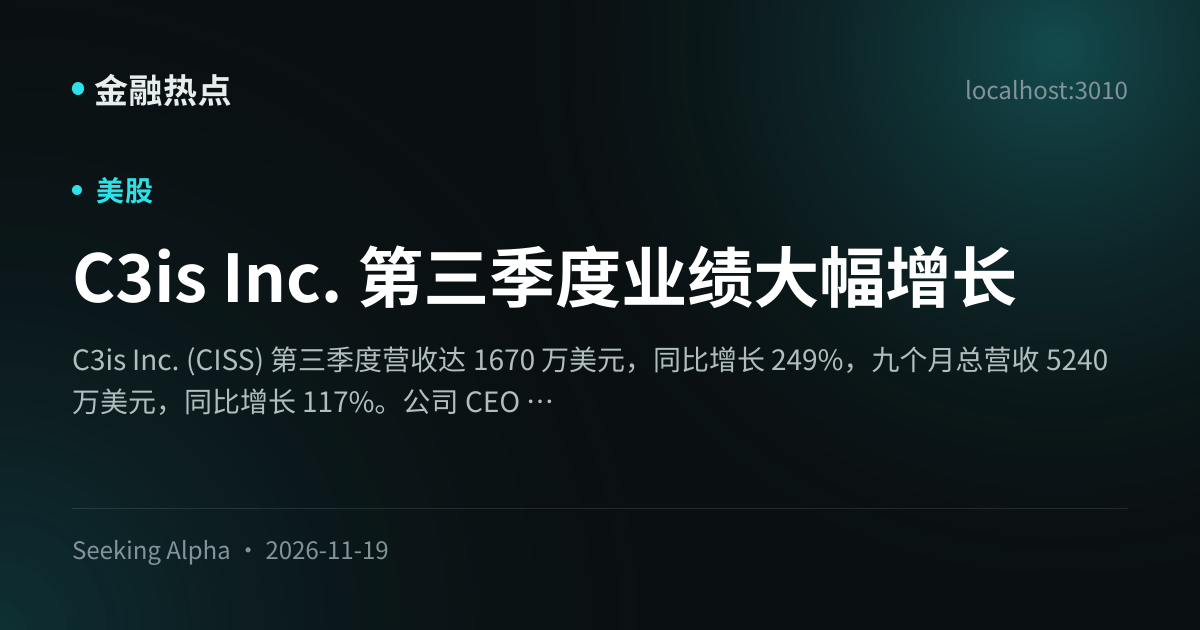 金融热点
localhost:3010
美股
C3is Inc. 第三季度业绩大幅增长
C3is Inc. (CISS) 第三季度营收达 1670 万美元，同比增长 249%，九个月总营收 5240
万美元，同比增长 117%。公司 CEO …
Seeking Alpha · 2026-11-19